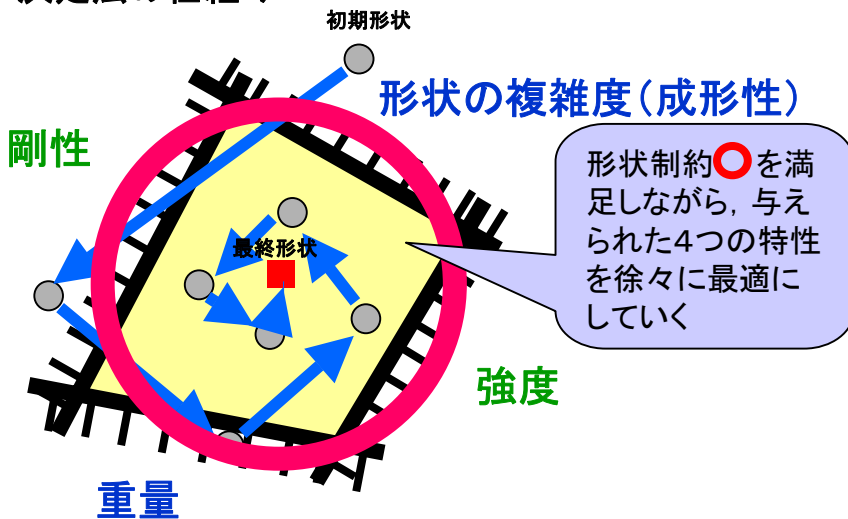 初期形状
形状の複雑度(成形性)
剛性
形状制約 を満
足しながら，与え
られた4つの特性
を徐々に最適に
していく
最終形状
強度
重量